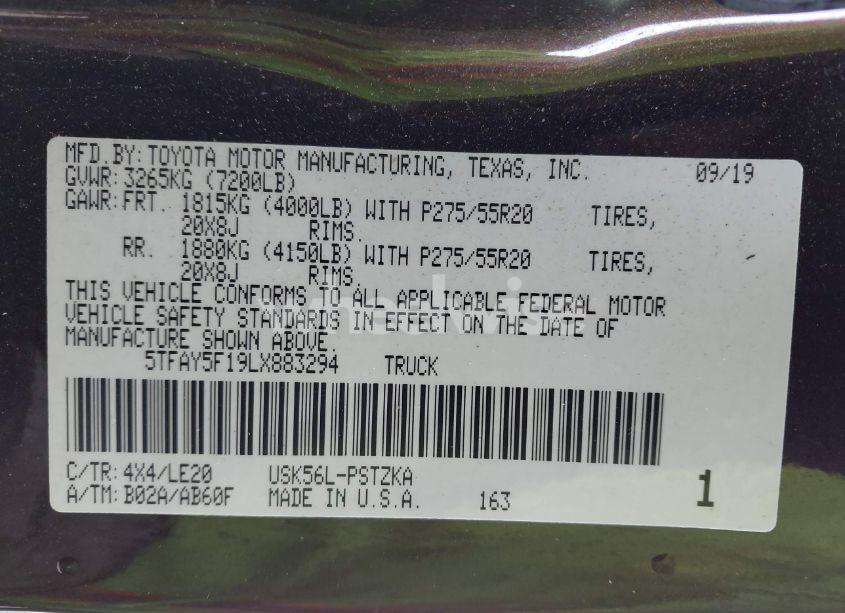 MFD.BY: TOYOTA MOTOR MANUFACTURING, TEXAS, INC. 09/19
GVWR: 3265KG (7200LB)
GAWR: FRT. 1815KG (4000LB) WITH P275/55R20 TIRES,
20X8J RIMS.
RR. 1880KG (4150LB) WITH P275/55R20 TIRES,
20X8J RIMS.
THIS VEHICLE CONFORMS TO ALL APPLICABLE FEDERAL MOTOR
VEHICLE SAFETY STANDARDS IN EFFECT ON THE DATE OF
MANUFACTURE SHOWN ABOVE.
5TFAY5F19LX883294 TRUCK
C/TR: 4X4/LE20 USK56L-PSTZKA
A/TM: B02A/AB60F MADE IN U.S.A. 163 1